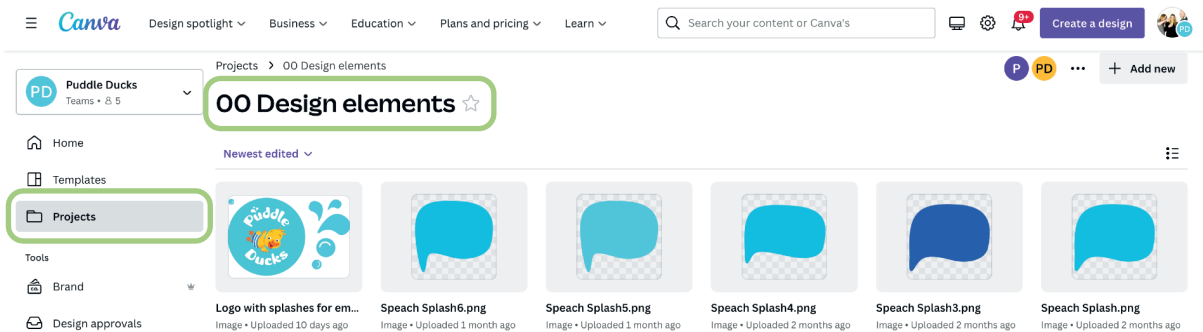 Canva
Design spotlight
Business
Education
Plans and pricing
Learn
Search your content or Canva's
9+
Create a design
PD
PD
Puddle Ducks
Teams • 5
Projects > 00 Design elements
P
PD
Add new
00 Design elements
Home
Newest edited
Templates
Projects
Tools
Brand
Design approvals
Puddle
Ducks
Logo with splashes for em...
Image • Uploaded 10 days ago
Speach Splash6.png
Image • Uploaded 1 month ago
Speach Splash5.png
Image • Uploaded 1 month ago
Speach Splash4.png
Image • Uploaded 2 months ago
Speach Splash3.png
Image • Uploaded 2 months ago
Speach Splash.png
Image • Uploaded 2 months ago